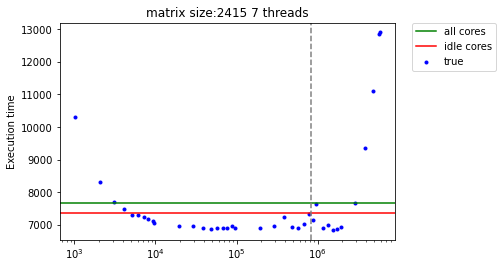 matrix size:2415 7 threads
all cores
idle cores
true
Execution time
13000
12000
11000
10000
9000
8000
7000
10³
10⁴
10⁵
10⁶